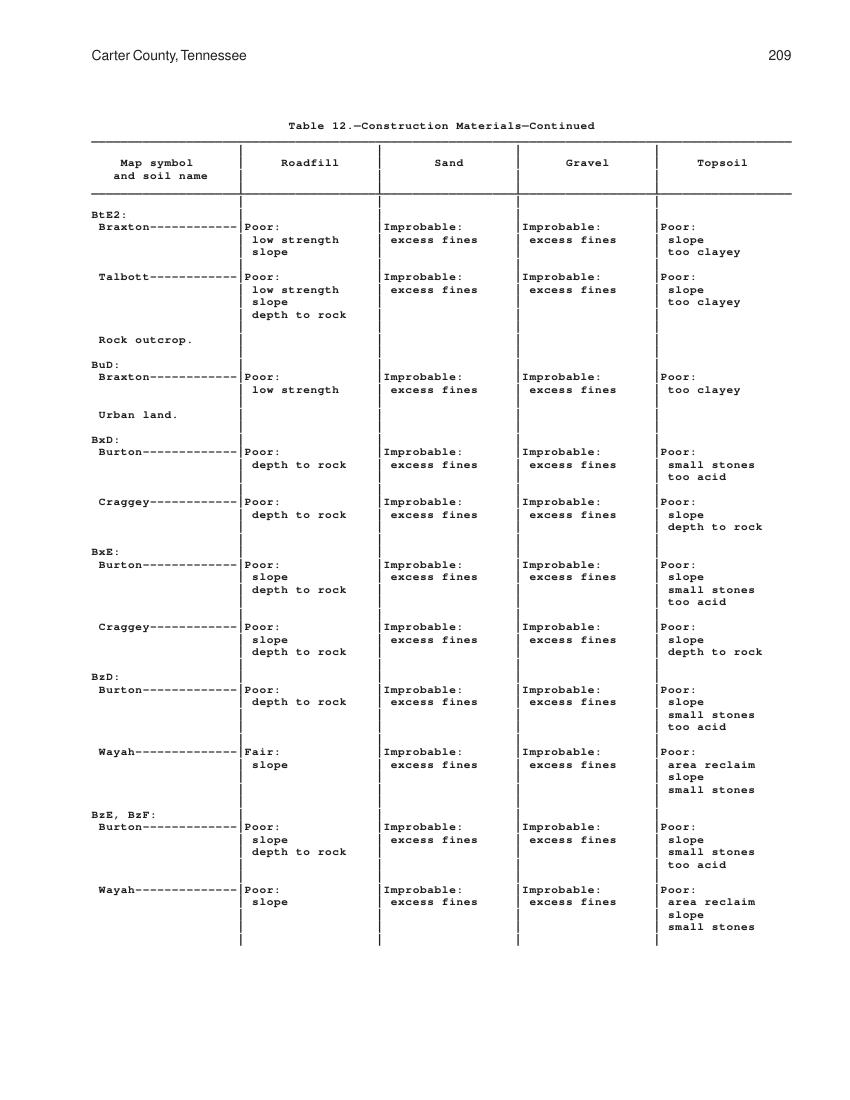 Carter County, Tennessee 209
Table 12.—Construction Materials—Continued
Map symbol | Roadfill | Sand | Gravel | Topsoil
and soil name | | | |
BtE2:
Braxton------------|Poor: |Improbable: |Improbable: |Poor:
| low strength | excess fines | excess fines | slope
| slope | | | too clayey
Talbott------------|Poor: |Improbable: |Improbable: |Poor:
| low strength | excess fines | excess fines | slope
| slope | | | too clayey
| depth to rock | | |
Rock outcrop.
BuD:
Braxton------------|Poor: |Improbable: |Improbable: |Poor:
| low strength | excess fines | excess fines | too clayey
Urban land.
BxD:
Burton-------------|Poor: |Improbable: |Improbable: |Poor:
| depth to rock | excess fines | excess fines | small stones
| | | | too acid
Craggey------------|Poor: |Improbable: |Improbable: |Poor:
| depth to rock | excess fines | excess fines | slope
| | | | depth to rock
BxE:
Burton-------------|Poor: |Improbable: |Improbable: |Poor:
| slope | excess fines | excess fines | slope
| depth to rock | | | small stones
| | | | too acid
Craggey------------|Poor: |Improbable: |Improbable: |Poor:
| slope | excess fines | excess fines | slope
| depth to rock | | | depth to rock
BzD:
Burton-------------|Poor: |Improbable: |Improbable: |Poor:
| depth to rock | excess fines | excess fines | slope
| | | | small stones
| | | | too acid
Wayah--------------|Fair: |Improbable: |Improbable: |Poor:
| slope | excess fines | excess fines | area reclaim
| | | | slope
| | | | small stones
BzE, BzF:
Burton-------------|Poor: |Improbable: |Improbable: |Poor:
| slope | excess fines | excess fines | slope
| depth to rock | | | small stones
| | | | too acid
Wayah--------------|Poor: |Improbable: |Improbable: |Poor:
| slope | excess fines | excess fines | area reclaim
| | | | slope
| | | | small stones